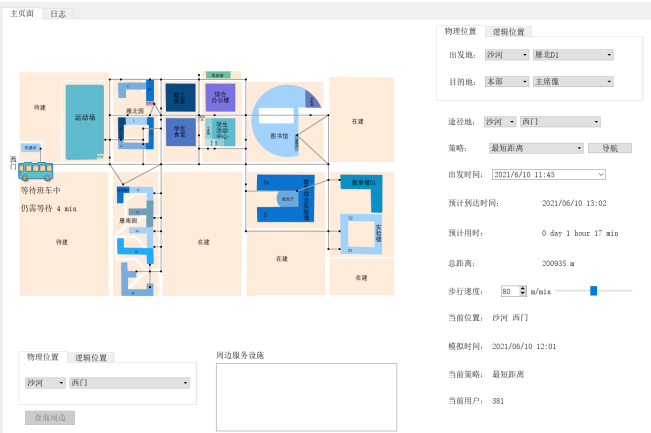 主页面 日志
物理位置 逻辑位置
出发地: 沙河 雁北D1
目的地: 本部 主席像
途径地: 沙河 西门
策略: 最短距离 导航
出发时间: 2021/6/10 11:45
预计到达时间: 2021/06/10 13:02
预计用时: 0 day 1 hour 17 min
总距离: 200935 m
步行速度: 80 m/min
当前位置: 沙河 西门
模拟时间: 2021/06/10 12:01
当前策略: 最短距离
当前用户: 381
待建
运动场
雁北园
教工食堂
综合办公楼
学生食堂
学生活动中心
图书馆
在建
西门
等待班车中
仍需等待 4 min
待建
雁南园
在建
N
S
在建
实验楼
在建
物理位置 逻辑位置
沙河 西门
查询周边
周边服务设施